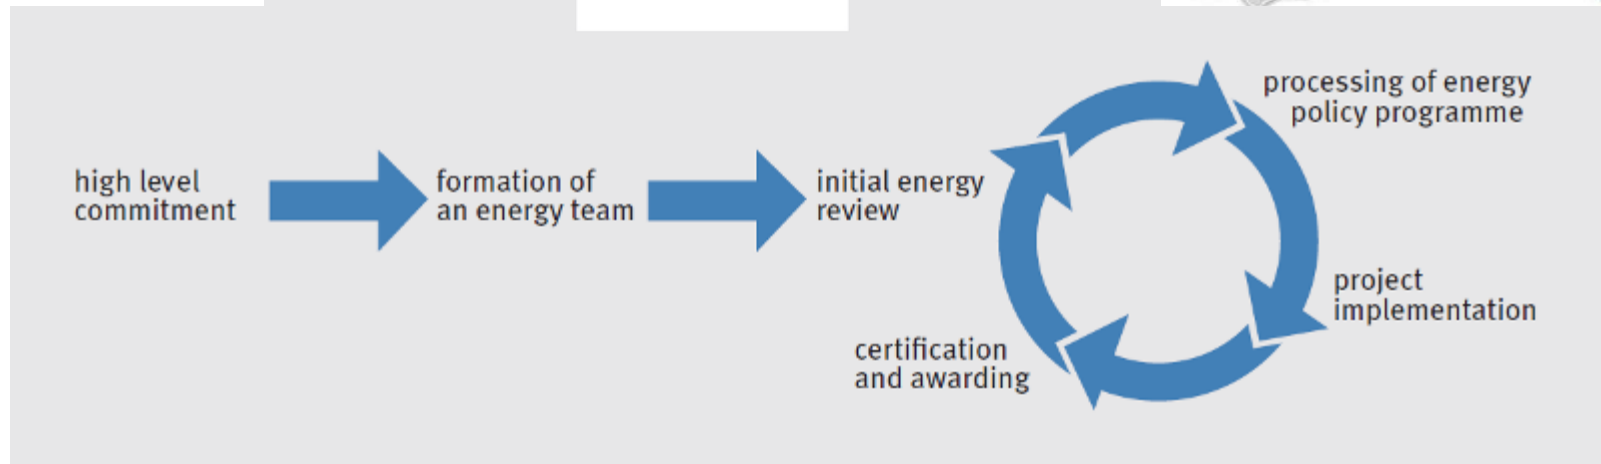 high level
commitment
formation of
an energy team
initial energy
review
processing of energy
policy programme
project
implementation
certification
and awarding